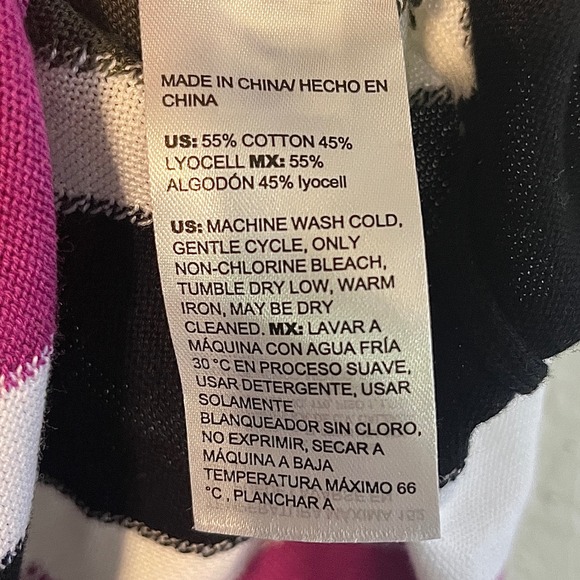 MADE IN CHINA/ HECHO EN
CHINA
US: 55% COTTON 45%
LYOCELL MX: 55%
ALGODÓN 45% lyocell
US: MACHINE WASH COLD,
GENTLE CYCLE, ONLY
NON-CHLORINE BLEACH,
TUMBLE DRY LOW, WARM
IRON, MAY BE DRY
CLEANED. MX: LAVAR A
MÁQUINA CON AGUA FRÍA
30 °C EN PROCESO SUAVE,
USAR DETERGENTE, USAR
SOLAMENTE
BLANQUEADOR SIN CLORO,
NO EXPRIMIR, SECAR A
MÁQUINA A BAJA
TEMPERATURA MÁXIMO 66
°C , PLANCHAR A